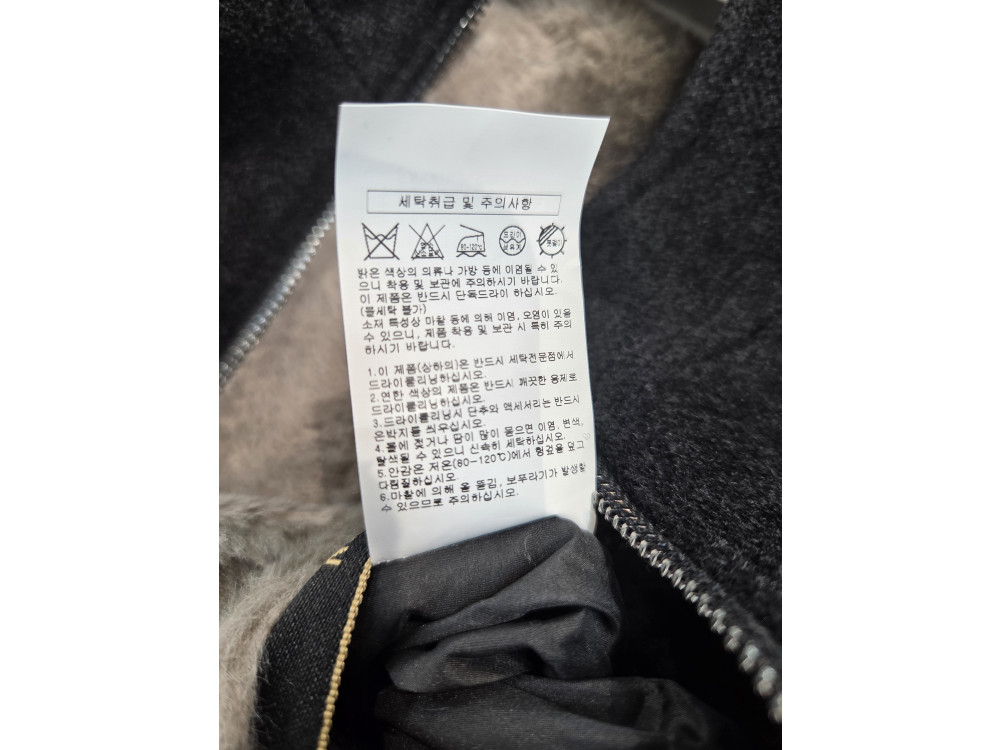 세탁취급 및 주의사항
80-120℃
드라이
석유계
옷걸이
밝은 색상의 의류나 가방 등에 이염될 수 있
으니 착용 및 보관에 주의하시기 바랍니다.
이 제품은 반드시 단독드라이 하십시오.
(물세탁 불가)
소재 특성상 마찰 등에 의해 이염, 오염이 있을
수 있으니, 제품 착용 및 보관 시 특히 주의
하시기 바랍니다.
1.이 제품(상하의)은 반드시 세탁전문점에서
드라이클리닝하십시오.
2.연한 색상의 제품은 반드시 깨끗한 용제로
드라이클리닝하십시오.
3.드라이클리닝시 단추와 액세서리는 반드시
은박지를 씌우십시오.
4.물에 젖었거나 땀이 많이 묻으면 이염, 변색,
탈색될 수 있으니 신속히 세탁하십시오.
5.안감은 저온(80-120℃)에서 헝겊을 덮고
다림질하십시오.
6.마찰에 의해 올 뜯김, 보푸라기가 발생할
수 있으므로 주의하십시오.